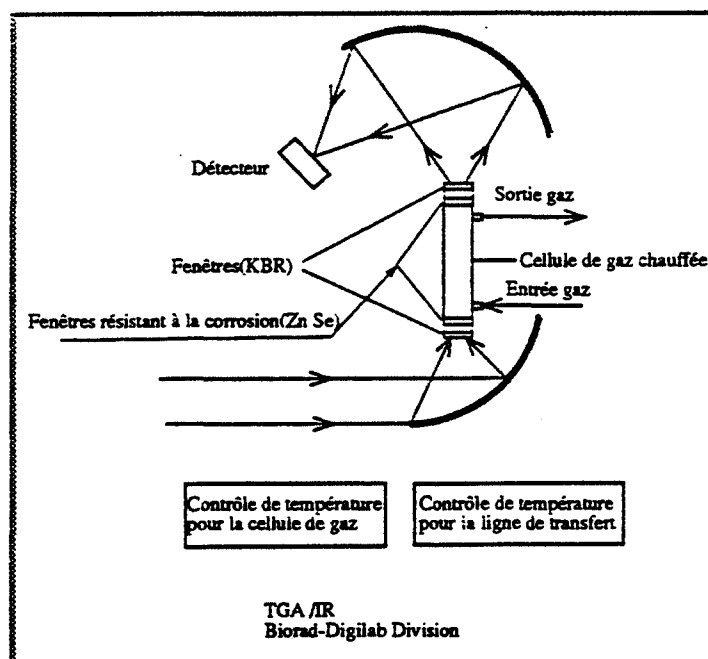 Détecteur
Sortie gaz
Fenêtres(KBR)
Cellule de gaz chauffée
Entrée gaz
Fenêtres résistant à la corrosion(Zn Se)
Contrôle de température
pour la cellule de gaz
Contrôle de température
pour la ligne de transfert
TGA /IR
Biorad-Digilab Division